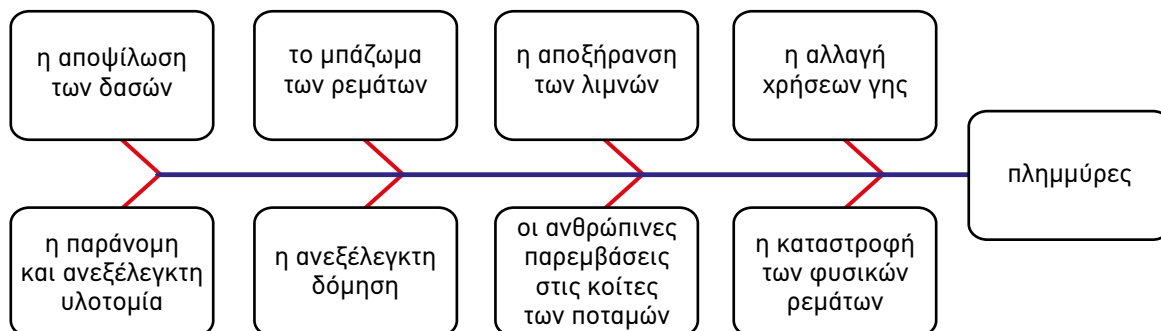 η αποψίλωση
των δασών
το μπάζωμα
των ρεμάτων
η αποξήρανση
των λιμνών
η αλλαγή
χρήσεων γης
πλημμύρες
η παράνομη
και ανεξέλεγκτη
υλοτομία
η ανεξέλεγκτη
δόμηση
οι ανθρώπινες
παρεμβάσεις
στις κοίτες
των ποταμών
η καταστροφή
των φυσικών
ρεμάτων